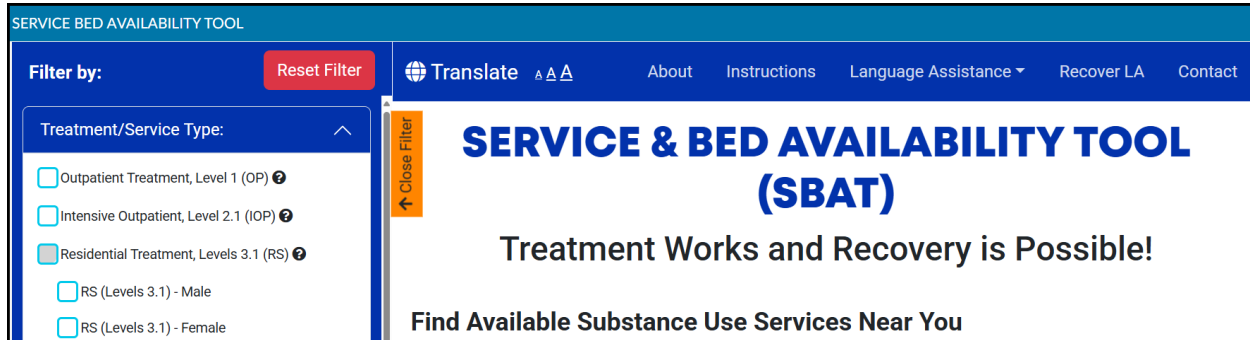 SERVICE BED AVAILABILITY TOOL
Filter by:
Reset Filter
Treatment/Service Type:
Outpatient Treatment, Level 1 (OP) ?
Intensive Outpatient, Level 2.1 (IOP) ?
Residential Treatment, Levels 3.1 (RS) ?
RS (Levels 3.1) - Male
RS (Levels 3.1) - Female
Translate A A A About Instructions Language Assistance Recover LA Contact
← Close Filter
SERVICE & BED AVAILABILITY TOOL
(SBAT)
Treatment Works and Recovery is Possible!
Find Available Substance Use Services Near You